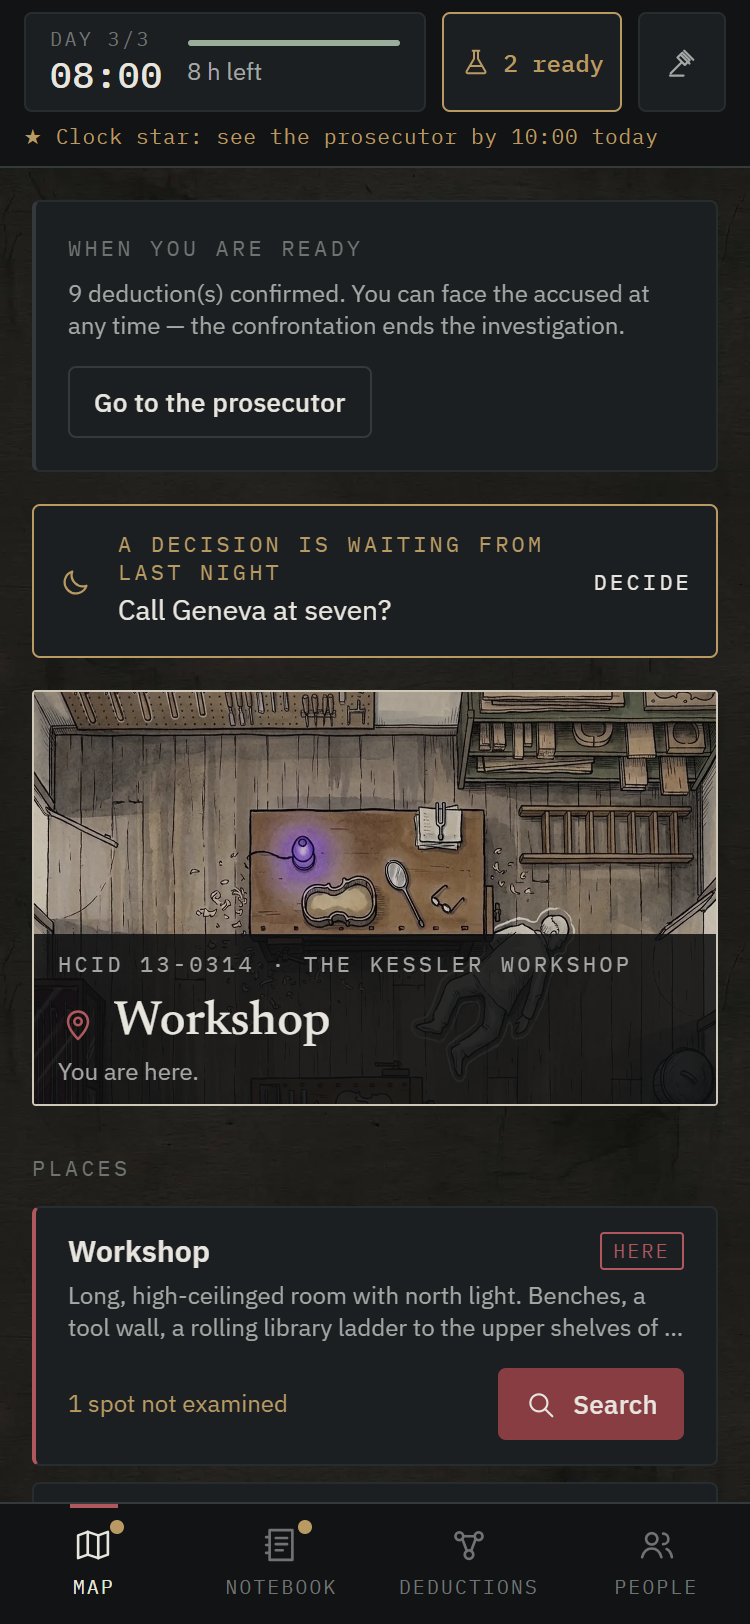 DAY 3/3
08:00
8 h left
2 ready
★ Clock star: see the prosecutor by 10:00 today
WHEN YOU ARE READY
9 deduction(s) confirmed. You can face the accused at
any time — the confrontation ends the investigation.
Go to the prosecutor
A DECISION IS WAITING FROM
LAST NIGHT
Call Geneva at seven?
DECIDE
HCID 13-0314 · THE KESSLER WORKSHOP
Workshop
You are here.
PLACES
Workshop
HERE
Long, high-ceilinged room with north light. Benches, a
tool wall, a rolling library ladder to the upper shelves of ...
1 spot not examined
Search
MAP
NOTEBOOK
DEDUCTIONS
PEOPLE